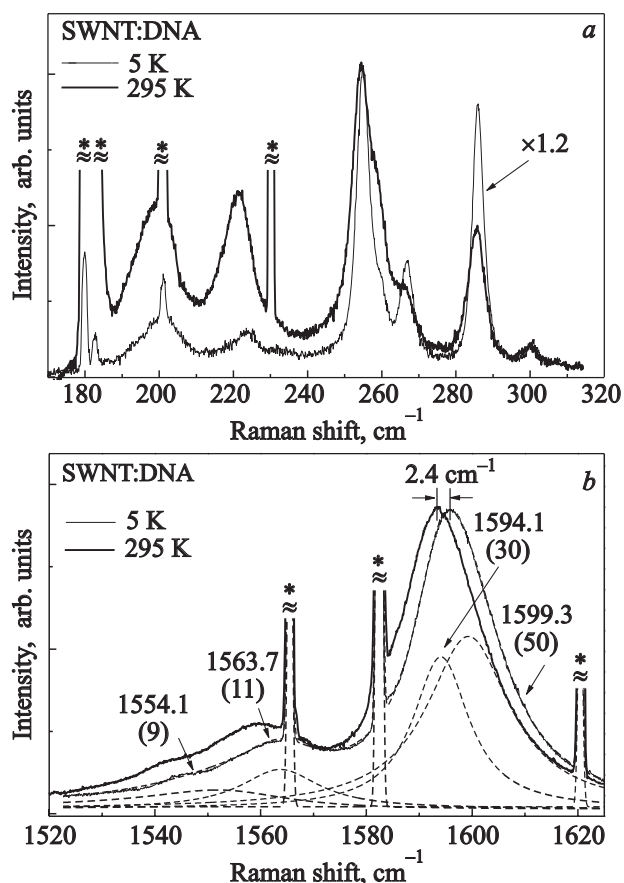 SWNT:DNA
a
5 K
295 K
≈* ≈* ≈* ≈*
×1.2
Intensity, arb. units
180 200 220 240 260 280 300 320
Raman shift, cm–1
SWNT:DNA
2.4 cm–1
b
5 K
295 K
* * *
≈ ≈ ≈
1594.1
(30)
1599.3
(50)
1563.7
(11)
1554.1
(9)
Intensity, arb. units
1520 1540 1560 1580 1600 1620
Raman shift, cm–1